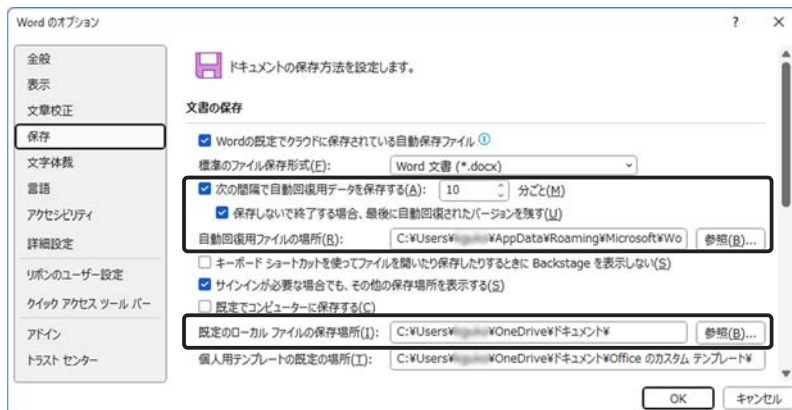 Word のオプション
?
×
全般
表示
文章校正
保存
文字体裁
言語
アクセシビリティ
詳細設定
リボンのユーザー設定
クイック アクセス ツール バー
アドイン
トラスト センター
ドキュメントの保存方法を設定します。
文書の保存
Wordの既定でクラウドに保存されている自動保存ファイル
標準のファイル保存形式(F): Word 文書 (*.docx)
次の間隔で自動回復用データを保存する(A): 10 分ごと(M)
保存しないで終了する場合、最後に自動回復されたバージョンを残す(U)
自動回復用ファイルの場所(R): C:¥Users¥ ¥AppData¥Roaming¥Microsoft¥Wo 参照(B)...
キーボード ショートカットを使ってファイルを開いたり保存したりするときに Backstage を表示しない(S)
サインインが必要な場合でも、その他の保存場所を表示する(S)
既定でコンピューターに保存する(C)
既定のローカル ファイルの保存場所(I): C:¥Users¥ ¥OneDrive¥ドキュメント¥ 参照(B)...
個人用テンプレートの既定の場所(T): C:¥Users¥ ¥OneDrive¥ドキュメント¥Office のカスタム テンプレート¥
OK キャンセル